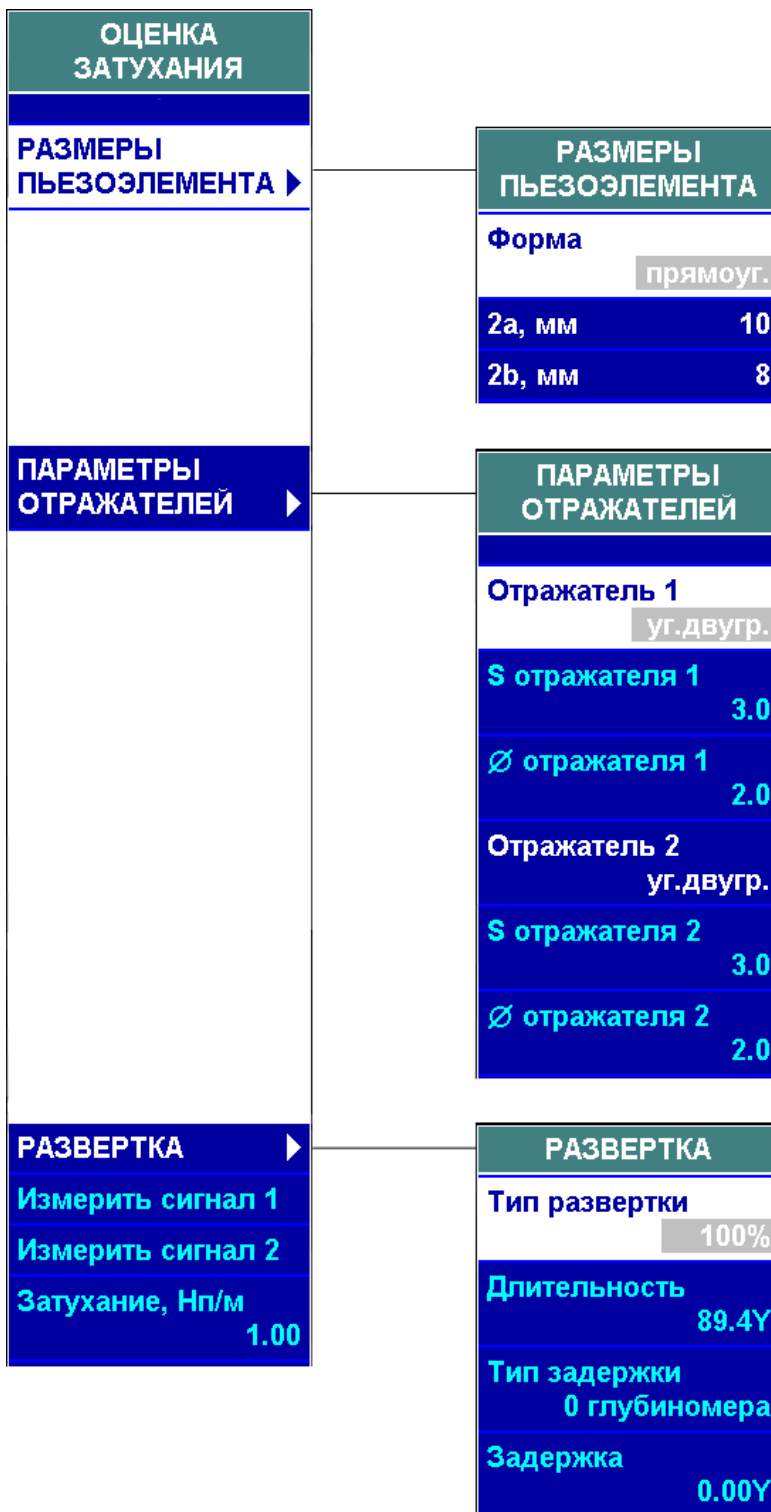 ОЦЕНКА
ЗАТУХАНИЯ
РАЗМЕРЫ
ПЬЕЗОЭЛЕМЕНТА
РАЗМЕРЫ
ПЬЕЗОЭЛЕМЕНТА
Форма
прямоуг.
2a, мм 10
2b, мм 8
ПАРАМЕТРЫ
ОТРАЖАТЕЛЕЙ
ПАРАМЕТРЫ
ОТРАЖАТЕЛЕЙ
Отражатель 1
уг.двугр.
S отражателя 1
3.0
∅ отражателя 1
2.0
Отражатель 2
уг.двугр.
S отражателя 2
3.0
∅ отражателя 2
2.0
РАЗВЕРТКА
Измерить сигнал 1
Измерить сигнал 2
Затухание, Нп/м
1.00
РАЗВЕРТКА
Тип развертки
100%
Длительность
89.4Y
Тип задержки
0 глубиномера
Задержка
0.00Y